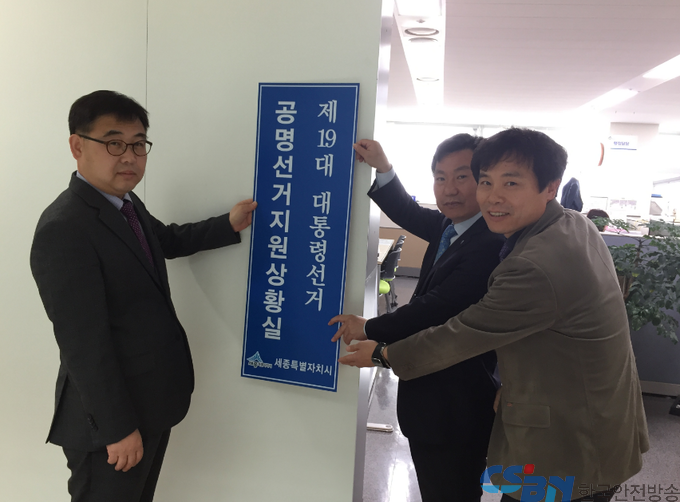 제19대 대통령선거
공명선거지원상황실
세종특별자치시
CSBN 한국안전방송